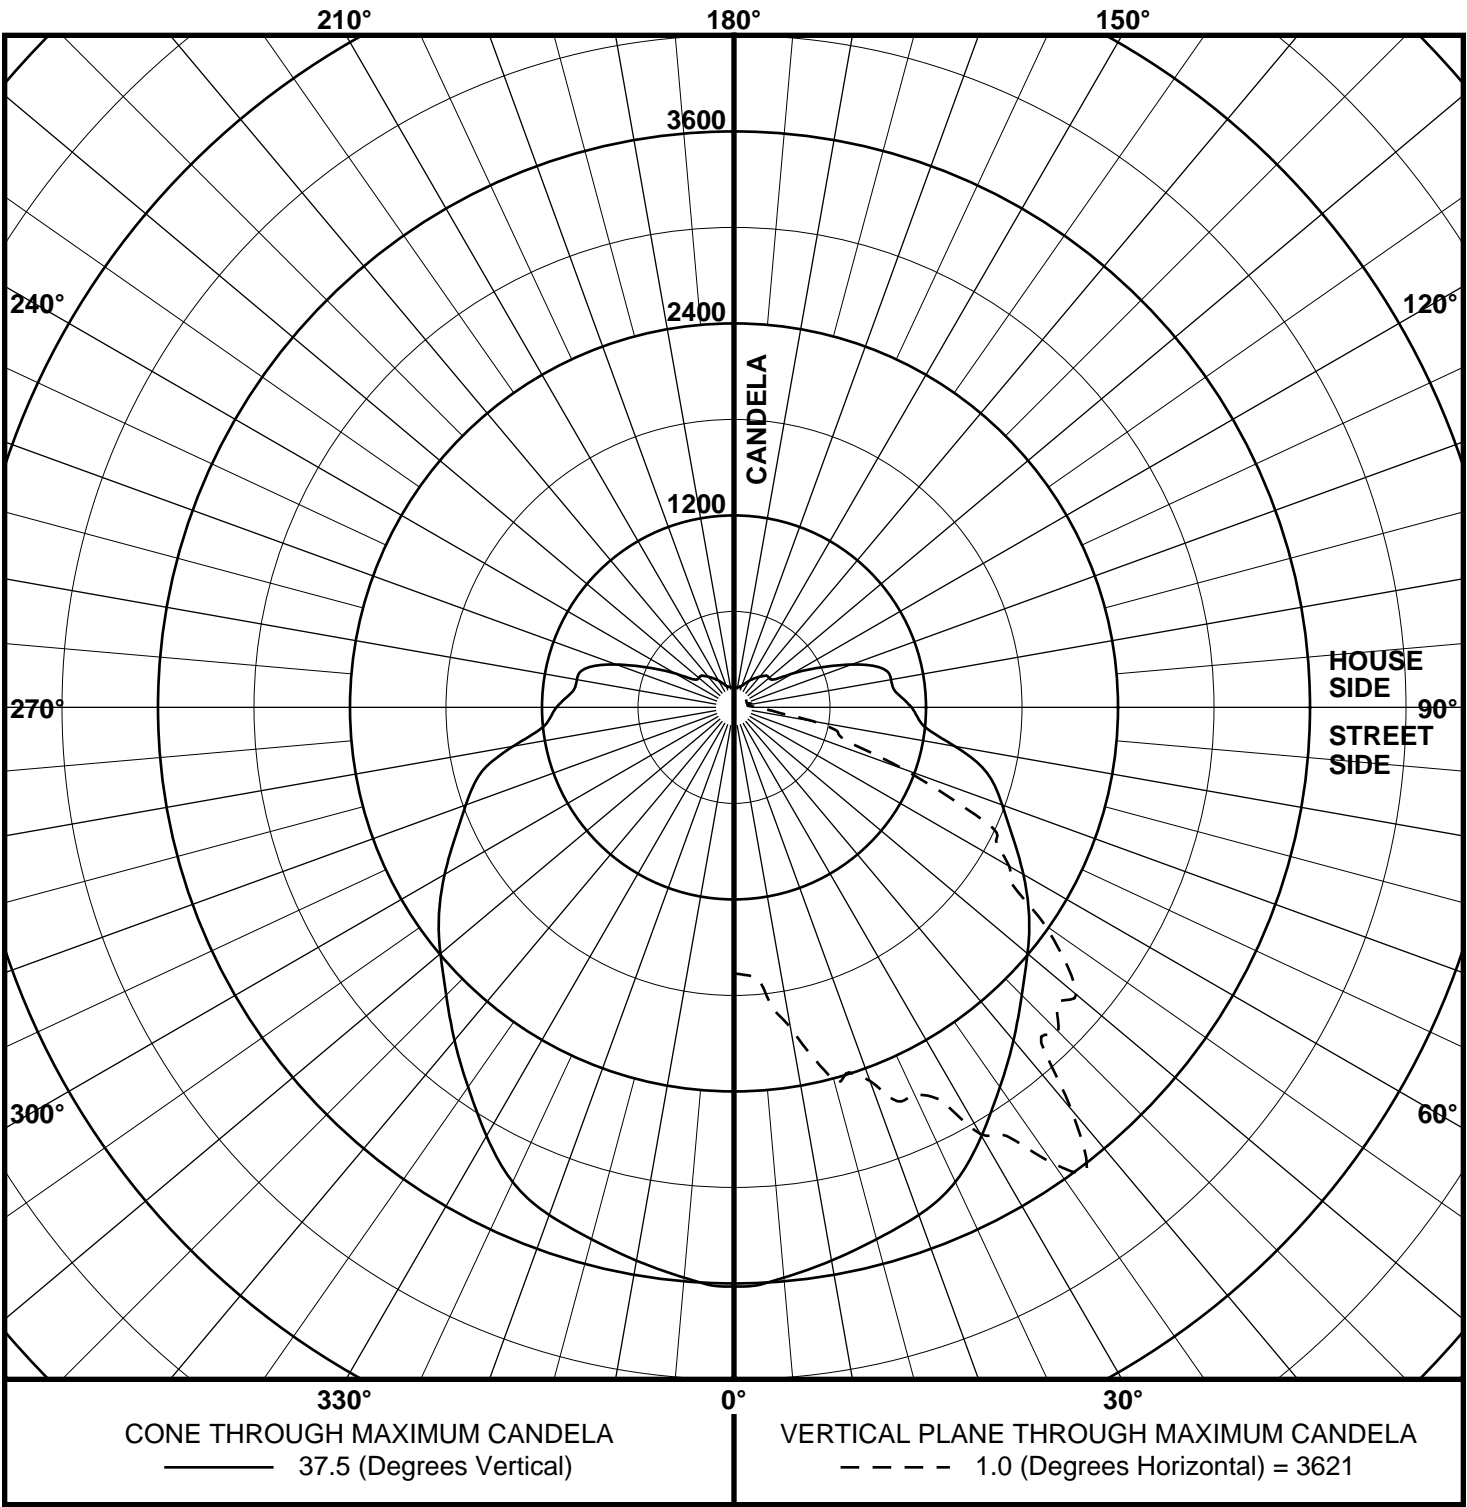 210°
180°
150°
3600
240°
120°
2400
CANDELA
1200
HOUSE
SIDE
270°
90°
STREET
SIDE
300°
60°
330°
0°
30°
CONE THROUGH MAXIMUM CANDELA
37.5 (Degrees Vertical)
VERTICAL PLANE THROUGH MAXIMUM CANDELA
1.0 (Degrees Horizontal) = 3621